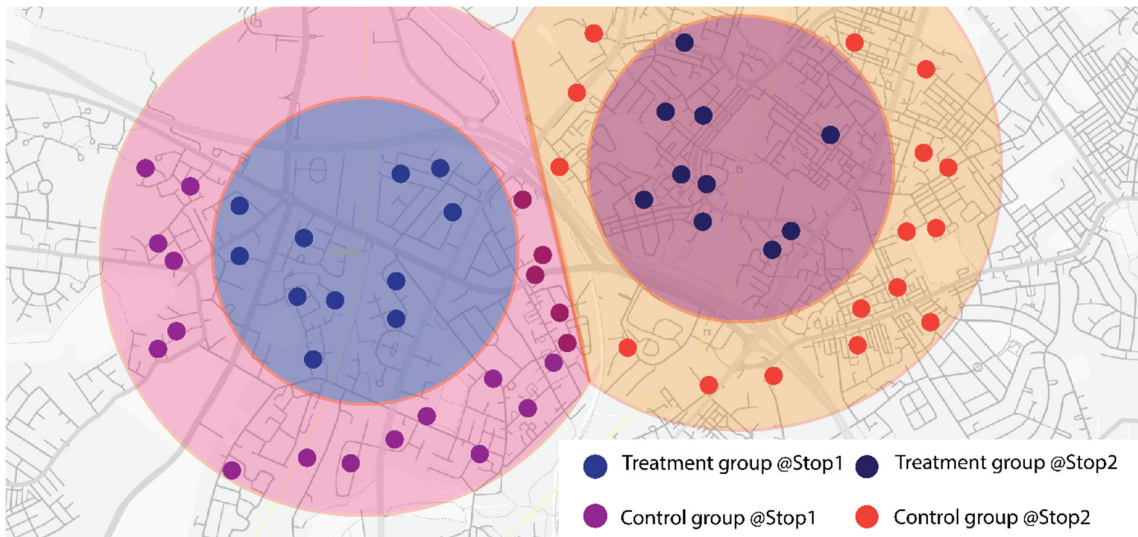 Treatment group @Stop1
Treatment group @Stop2
Control group @Stop1
Control group @Stop2